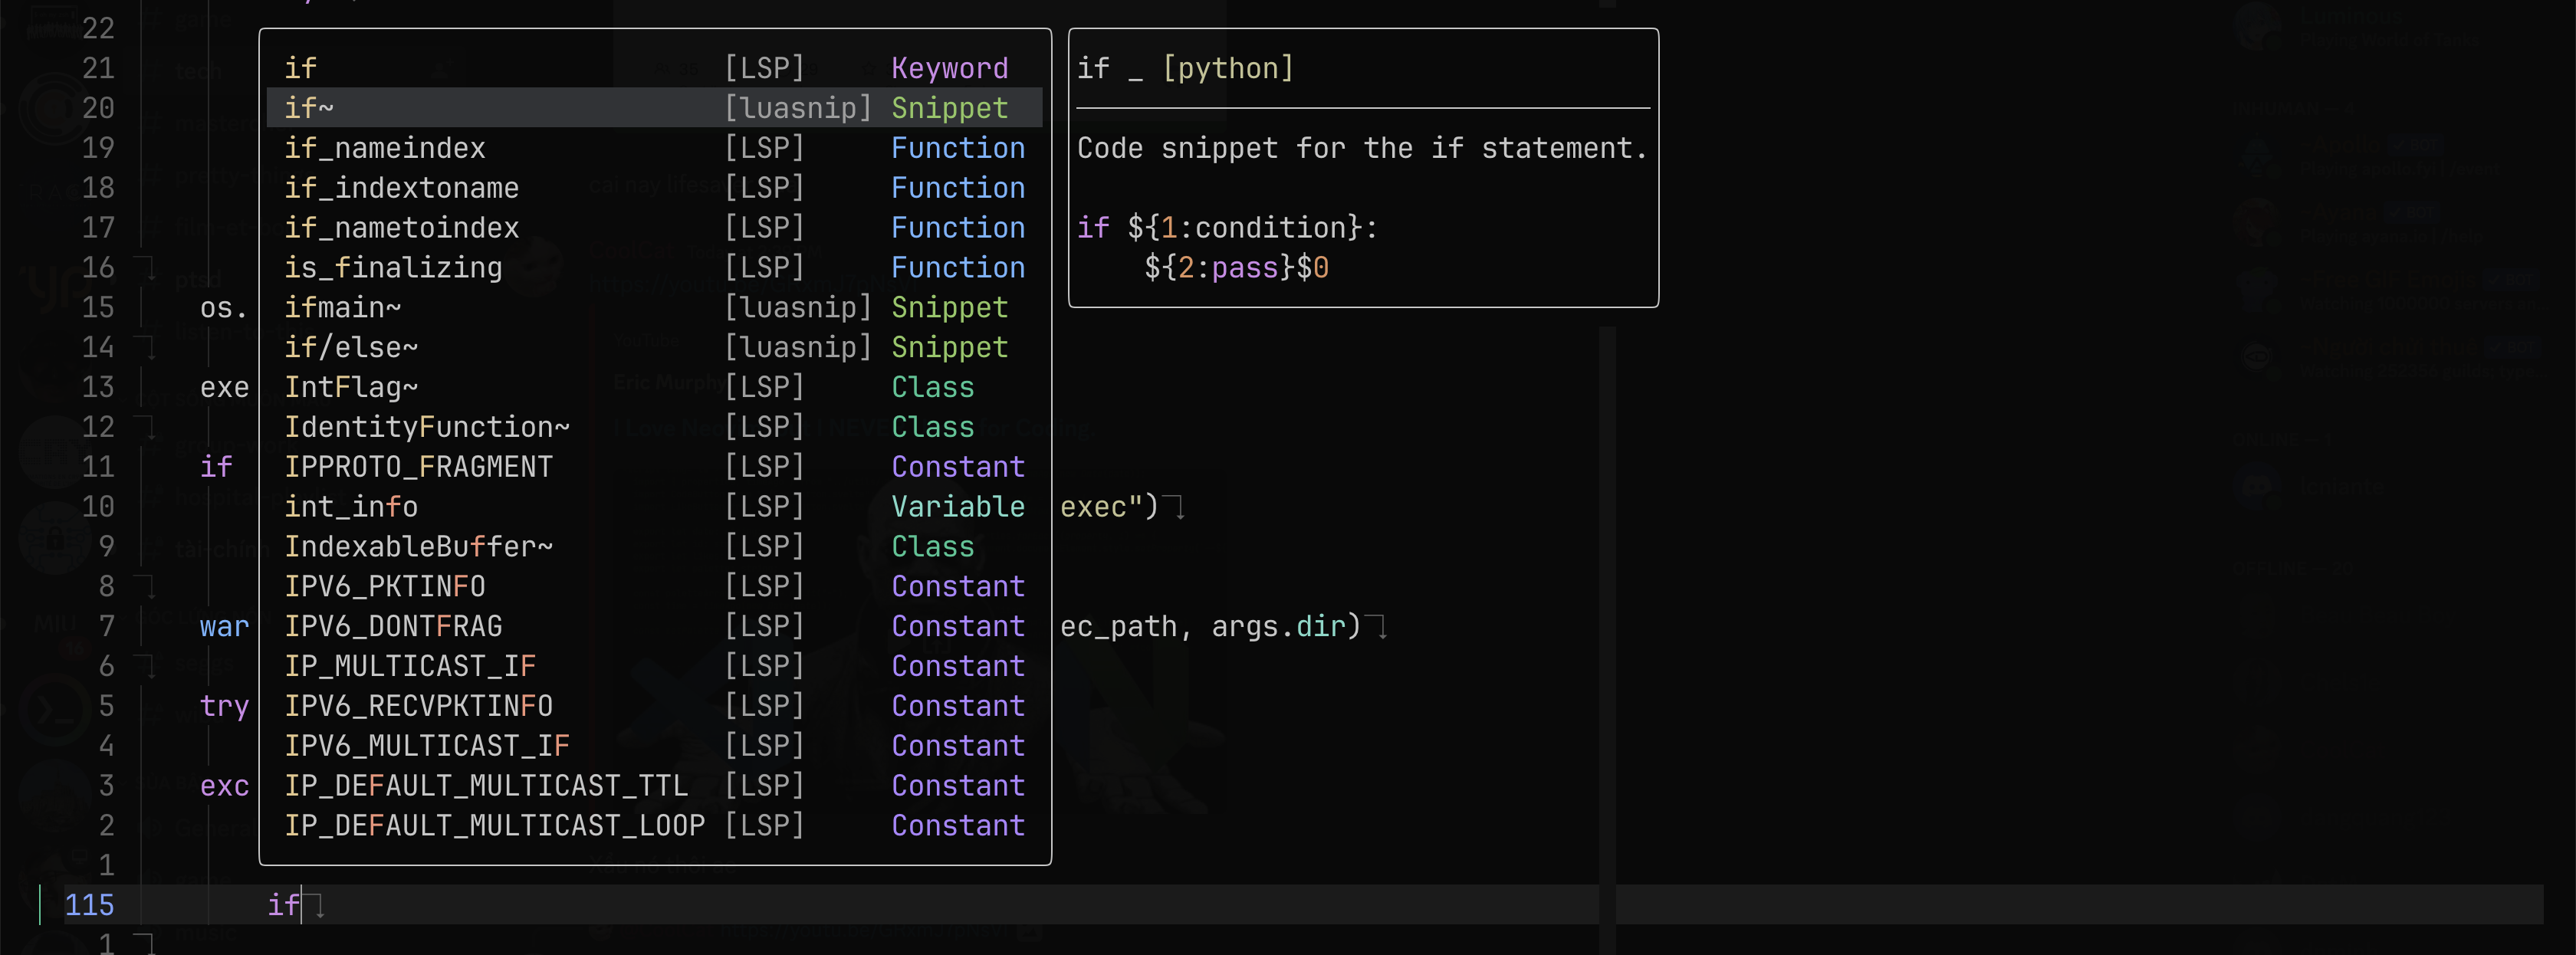 22
21 if [LSP] Keyword if _ [python]
20 if~ [luasnip] Snippet
19 if_nameindex [LSP] Function Code snippet for the if statement.
18 if_indextoname [LSP] Function
17 if_nametoindex [LSP] Function if ${1:condition}:
16 is_finalizing [LSP] Function ${2:pass}$0
15 os. ifmain~ [luasnip] Snippet
14 if/else~ [luasnip] Snippet
13 exe IntFlag~ [LSP] Class
12 IdentityFunction~ [LSP] Class
11 if IPPROTO_FRAGMENT [LSP] Constant
10 int_info [LSP] Variable exec")
9 IndexableBuffer~ [LSP] Class
8 IPV6_PKTINFO [LSP] Constant
7 war IPV6_DONTFRAG [LSP] Constant ec_path, args.dir)
6 IP_MULTICAST_IF [LSP] Constant
5 try IPV6_RECVPKTINFO [LSP] Constant
4 IPV6_MULTICAST_IF [LSP] Constant
3 exc IP_DEFAULT_MULTICAST_TTL [LSP] Constant
2 IP_DEFAULT_MULTICAST_LOOP [LSP] Constant
1
115 if
1